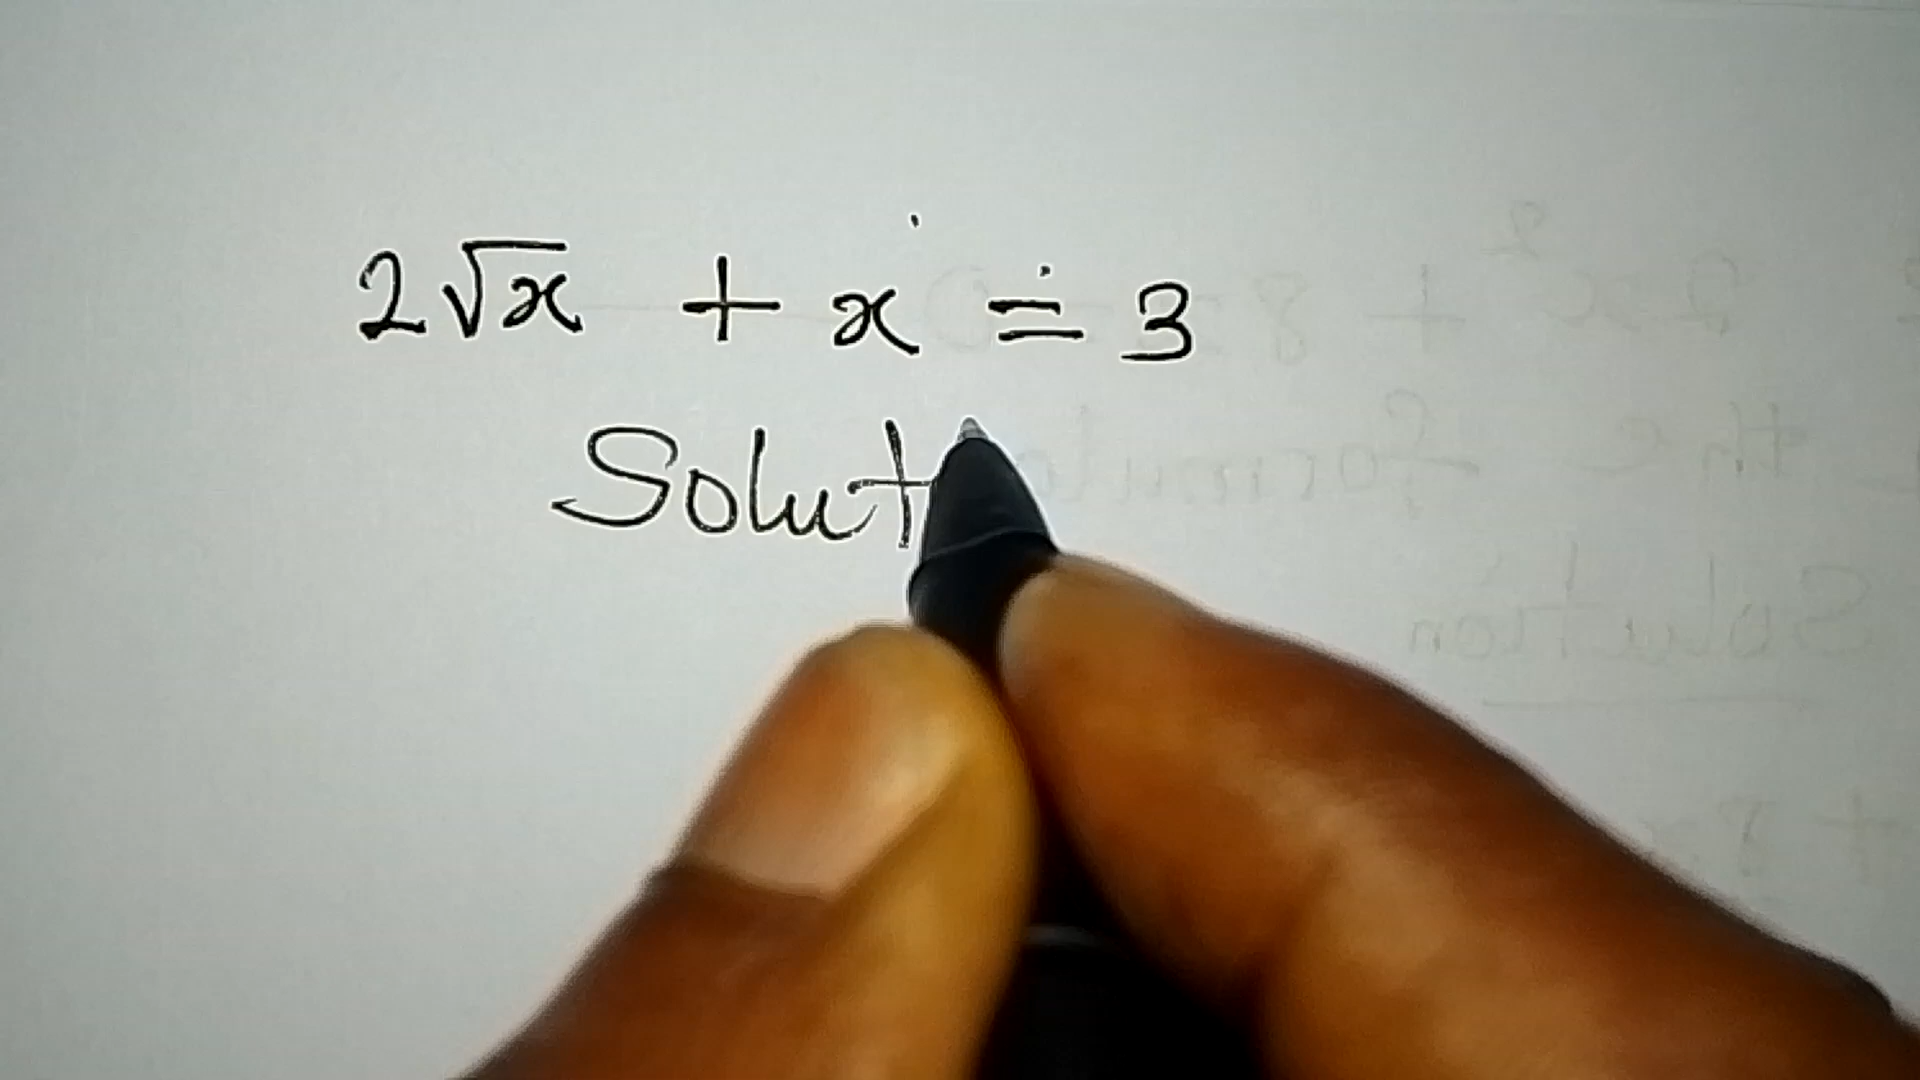 2√x + x = 3
Solut